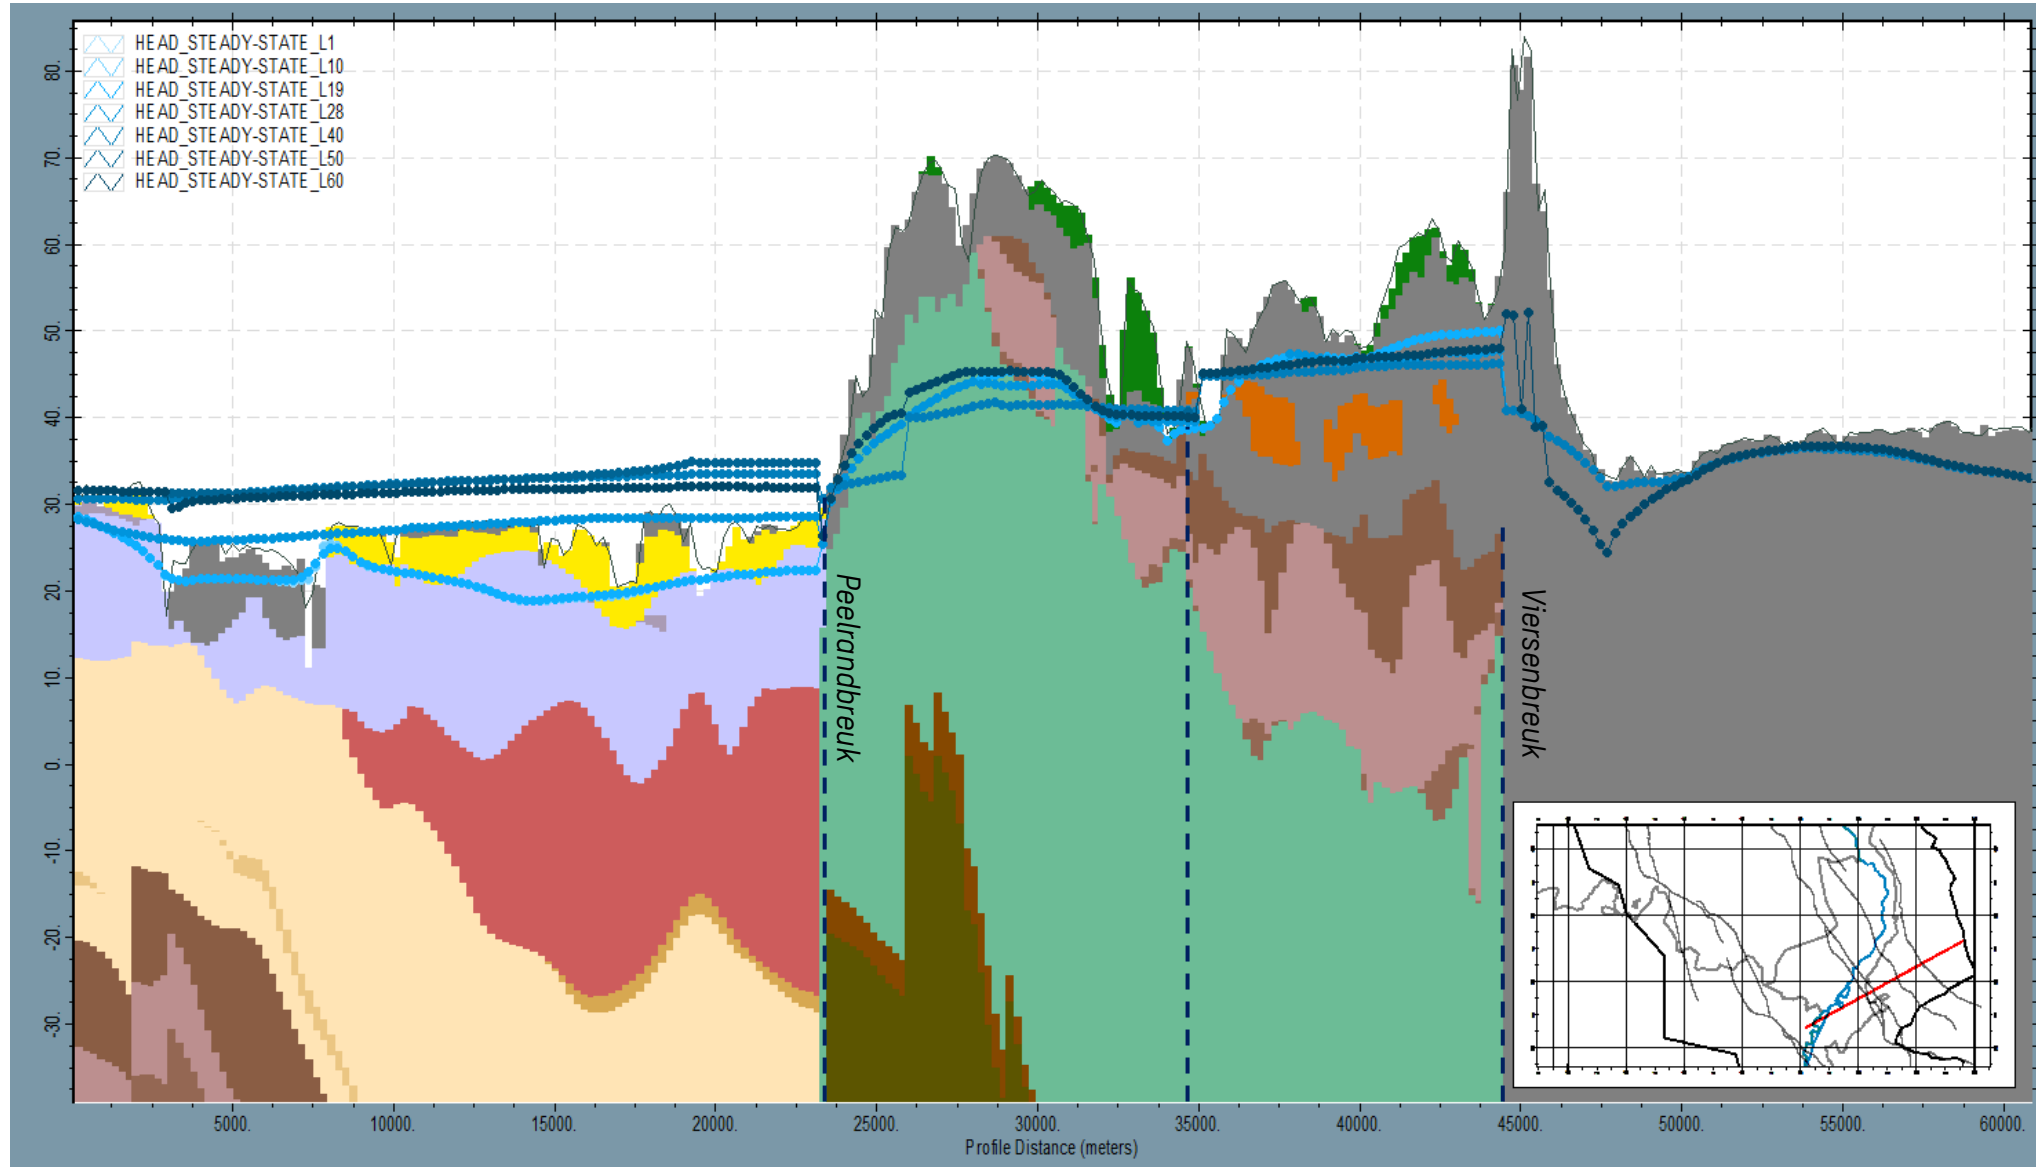 HEAD_STEADY-STATE_L1
HEAD_STEADY-STATE_L10
HEAD_STEADY-STATE_L19
HEAD_STEADY-STATE_L28
HEAD_STEADY-STATE_L40
HEAD_STEADY-STATE_L50
HEAD_STEADY-STATE_L60
80.
70.
60.
50.
40.
30.
20.
10.
0.
-10.
-20.
-30.
Peelrandbreuk
Viersenbreuk
5000.
10000.
15000.
20000.
25000.
30000.
35000.
40000.
45000.
50000.
55000.
60000.
Profile Distance (meters)